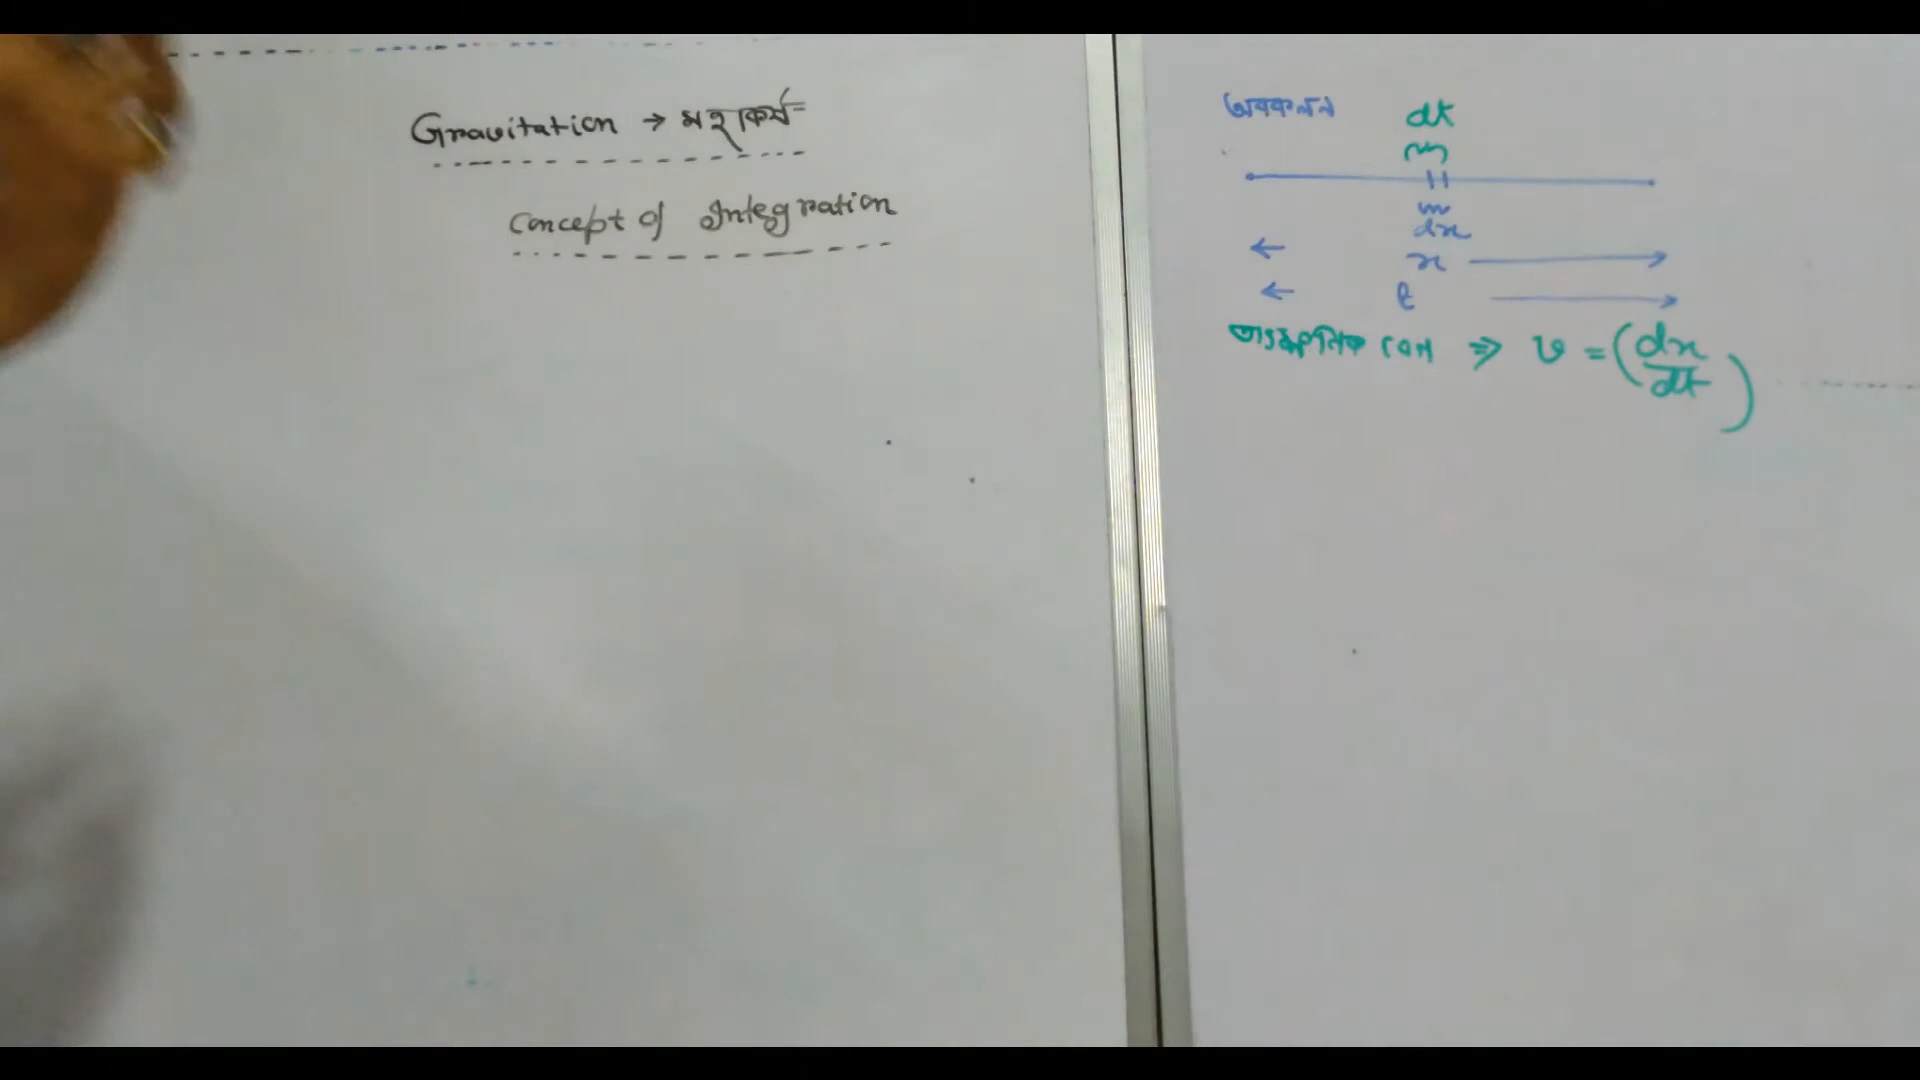 Gravitation → মহাকর্ষ
Concept of Integration
অবকলন
dt
dx
← x →
← t →
তাৎক্ষণিক বেগ ⇒ v = (dx/dt)